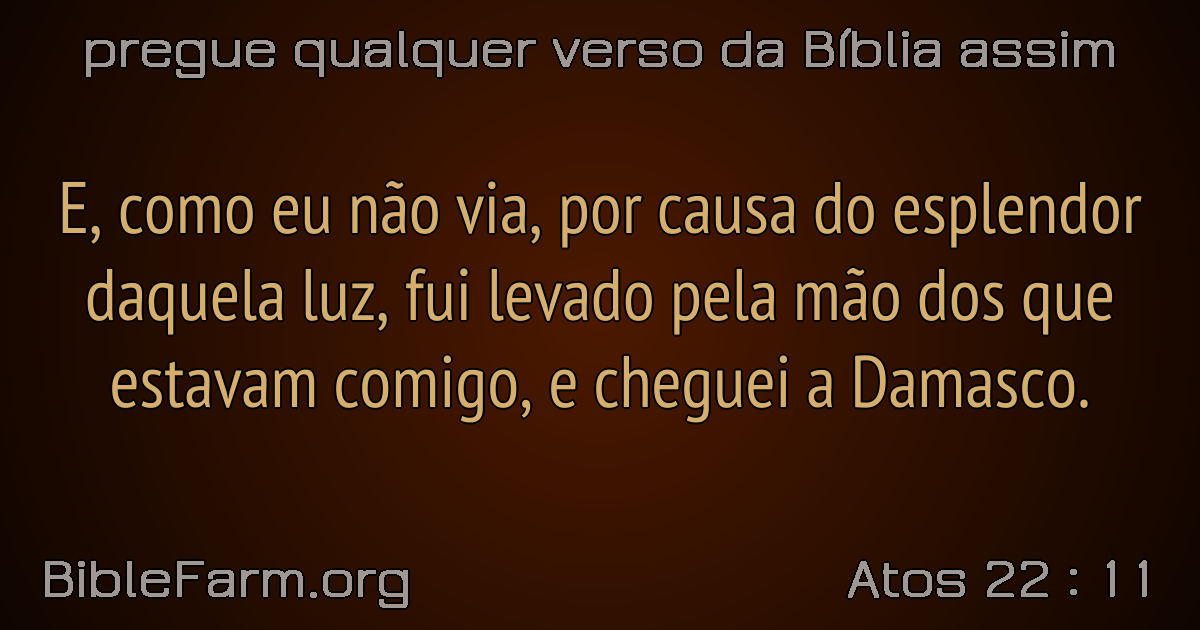 pregue qualquer verso da Bíblia assim
E, como eu não via, por causa do esplendor
daquela luz, fui levado pela mão dos que
estavam comigo, e cheguei a Damasco.
BibleFarm.org
Atos 22 : 11